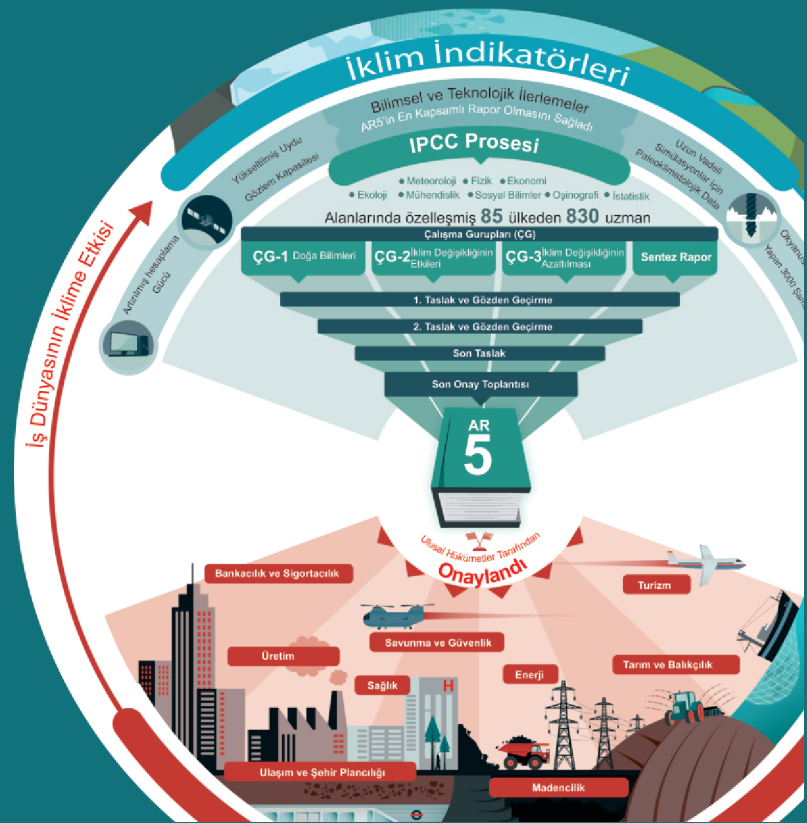 İklim İndikatörleri
Bilimsel ve Teknolojik İlerlemeler
AR5'in En Kapsamlı Rapor Olmasını Sağladı
IPCC Prosesi
Yükseltilmiş Uydu
Gözlem Kapasitesi
Uzun Vadeli
Simülasyonlar için
Paleoklimatolojik Data
• Meteoroloji • Fizik • Ekonomi
• Ekoloji • Mühendislik • Sosyal Bilimler • Oşinografi • İstatistik
Alanlarında özelleşmiş 85 ülkeden 830 uzman
Çalışma Gurupları (ÇG)
ÇG-1 Doğa Bilimleri
ÇG-2 İklim Değişikliğinin
Etkileri
ÇG-3 İklim Değişikliğinin
Azaltılması
Sentez Rapor
Artırılmış hesaplama
Gücü
Yapan 3000
1. Taslak ve Gözden Geçirme
2. Taslak ve Gözden Geçirme
Son Taslak
Son Onay Toplantısı
İş Dünyasının İklime Etkisi
AR
5
Ulusal Hükümetler Tarafından
Onaylandı
Bankacılık ve Sigortacılık
Turizm
Savunma ve Güvenlik
Üretim
Tarım ve Balıkçılık
Enerji
Sağlık
H
Ulaşım ve Şehir Plancılığı
Madencilik